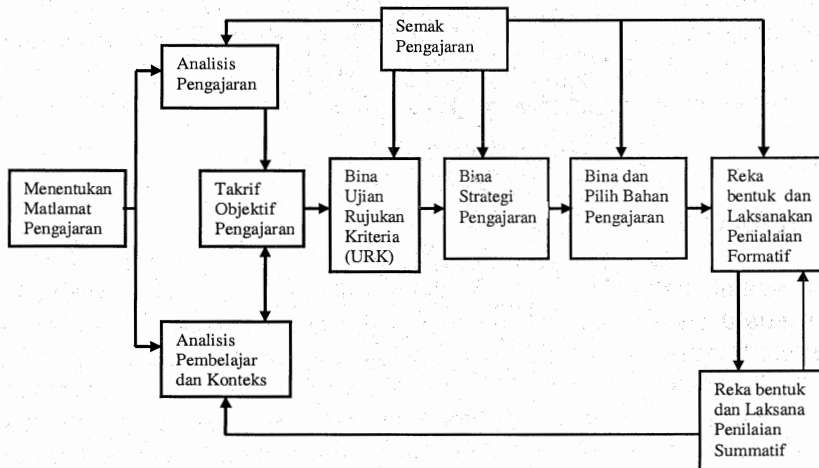 Semak
Pengajaran
Analisis
Pengajaran
Menentukan
Matlamat
Pengajaran
Takrif
Objektif
Pengajaran
Bina
Ujian
Rujukan
Kriteria
(URK)
Bina
Strategi
Pengajaran
Bina dan
Pilih Bahan
Pengajaran
Reka
bentuk dan
Laksanakan
Penialaian
Formatif
Analisis
Pembelajar
dan Konteks
Reka bentuk
dan Laksana
Penilaian
Summatif